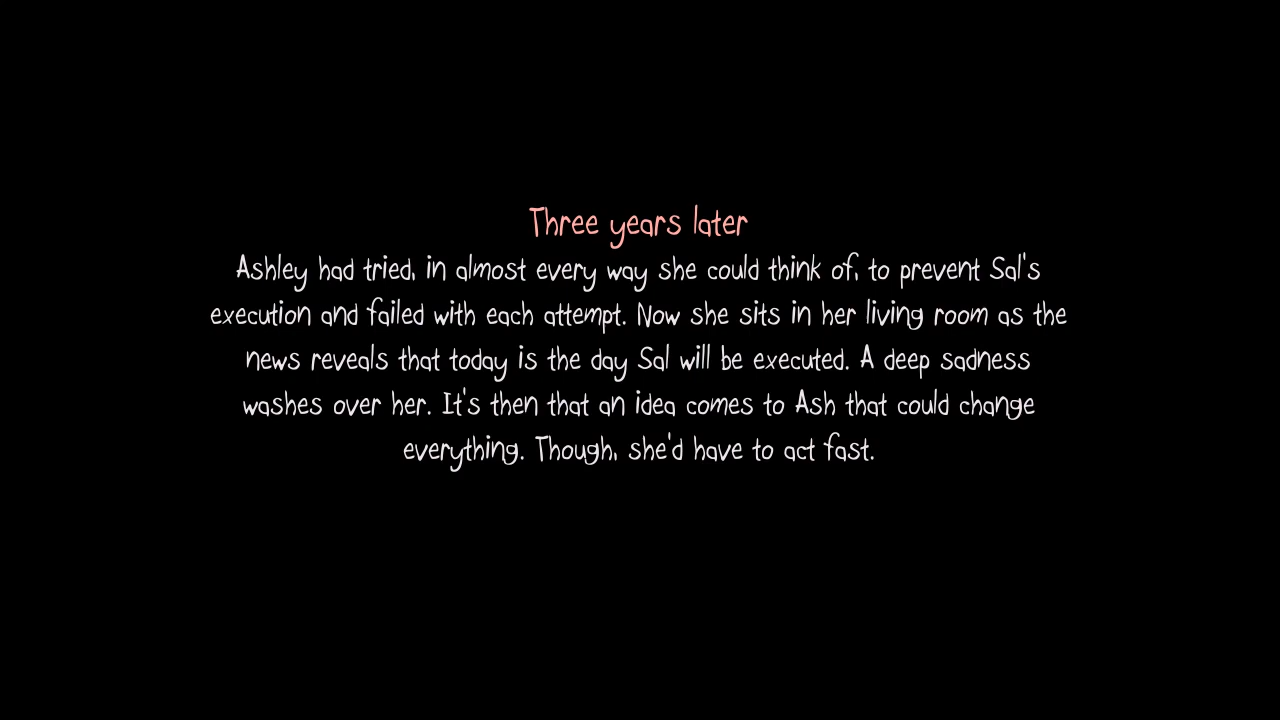 Three years later
Ashley had tried, in almost every way she could think of, to prevent Sal's
execution and failed with each attempt. Now she sits in her living room as the
news reveals that today is the day Sal will be executed. A deep sadness
washes over her. It's then that an idea comes to Ash that could change
everything. Though, she'd have to act fast.